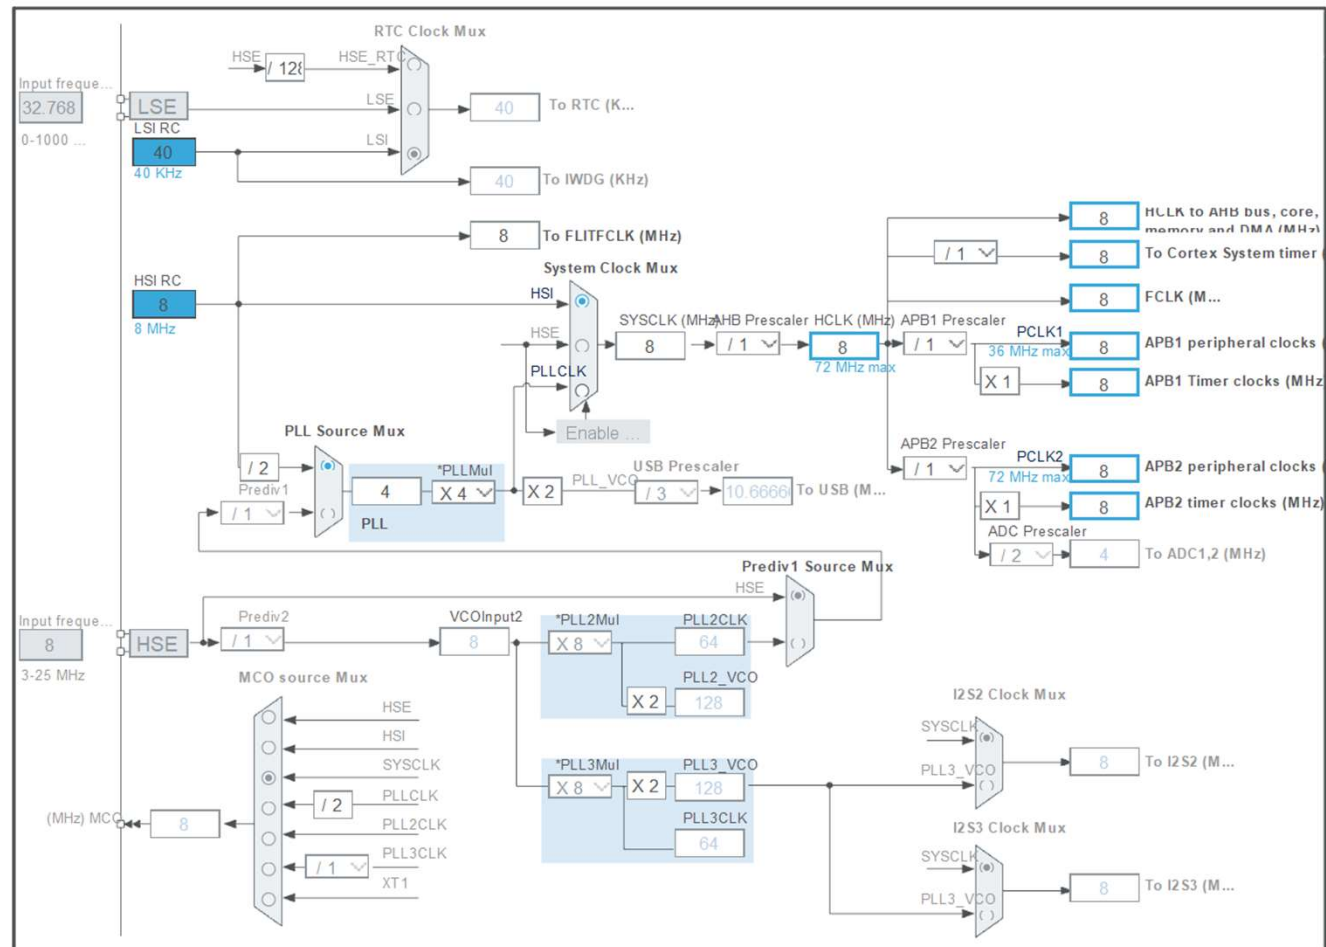 RTC Clock Mux
HSE
/ 128
HSE_RTC
Input freque...
32.768
0-1000 ...
LSE
LSE
40
To RTC (K...
LSI RC
40
40 KHz
LSI
40
To IWDG (KHz)
8
To FLITFCLK (MHz)
HSI RC
8
8 MHz
System Clock Mux
HSI
HSE
PLLCLK
SYSCLK (MHz)
8
AHB Prescaler
/ 1
HCLK (MHz)
8
72 MHz max
Enable ...
8
HCLK to AHB bus, core,
memory and DMA (MHz)
/ 1
8
To Cortex System timer (
8
FCLK (M...
APB1 Prescaler
/ 1
PCLK1
36 MHz max
8
APB1 peripheral clocks (
X 1
8
APB1 Timer clocks (MHz
APB2 Prescaler
/ 1
PCLK2
72 MHz max
8
APB2 peripheral clocks (
X 1
8
APB2 timer clocks (MHz)
ADC Prescaler
/ 2
4
To ADC1,2 (MHz)
PLL Source Mux
/ 2
Prediv1
/ 1
4
*PLLMul
X 4
PLL
X 2
PLL_VCO
USB Prescaler
/ 3
10.6666
To USB (M...
Prediv1 Source Mux
HSE
Input freque...
8
3-25 MHz
HSE
Prediv2
/ 1
VCOInput2
8
*PLL2Mul
X 8
PLL2CLK
64
X 2
PLL2_VCO
128
*PLL3Mul
X 8
X 2
PLL3_VCO
128
PLL3CLK
64
MCO source Mux
HSE
HSI
SYSCLK
PLLCLK
/ 2
PLL2CLK
PLL3CLK
/ 1
XT1
(MHz) MCO
8
I2S2 Clock Mux
SYSCLK
PLL3_VCO
8
To I2S2 (M...
I2S3 Clock Mux
SYSCLK
PLL3_VCO
8
To I2S3 (M...